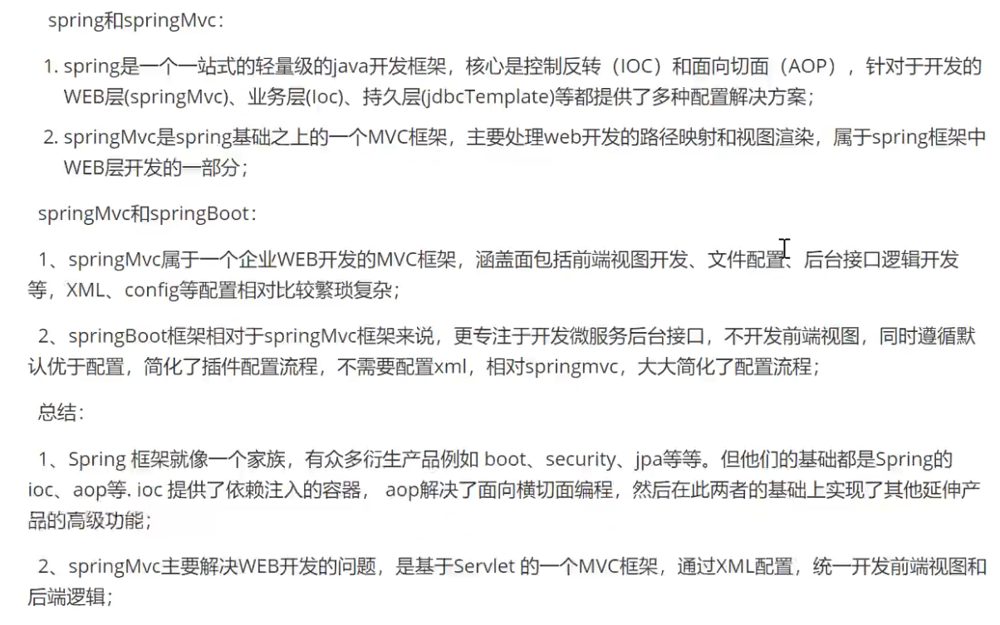 spring和springMvc：
1. spring是一个一站式的轻量级的java开发框架，核心是控制反转（IOC）和面向切面（AOP），针对于开发的
WEB层(springMvc)、业务层(Ioc)、持久层(jdbcTemplate)等都提供了多种配置解决方案；
2. springMvc是spring基础之上的一个MVC框架，主要处理web开发的路径映射和视图渲染，属于spring框架中
WEB层开发的一部分；
springMvc和springBoot：
1、springMvc属于一个企业WEB开发的MVC框架，涵盖面包括前端视图开发、文件配置、后台接口逻辑开发
等，XML、config等配置相对比较繁琐复杂；
2、springBoot框架相对于springMvc框架来说，更专注于开发微服务后台接口，不开发前端视图，同时遵循默
认优于配置，简化了插件配置流程，不需要配置xml，相对springmvc，大大简化了配置流程；
总结：
1、Spring 框架就像一个家族，有众多衍生产品例如 boot、security、jpa等等。但他们的基础都是Spring的
ioc、aop等. ioc 提供了依赖注入的容器， aop解决了面向横切面编程，然后在此两者的基础上实现了其他延伸产
品的高级功能；
2、springMvc主要解决WEB开发的问题，是基于Servlet 的一个MVC框架，通过XML配置，统一开发前端视图和
后端逻辑；